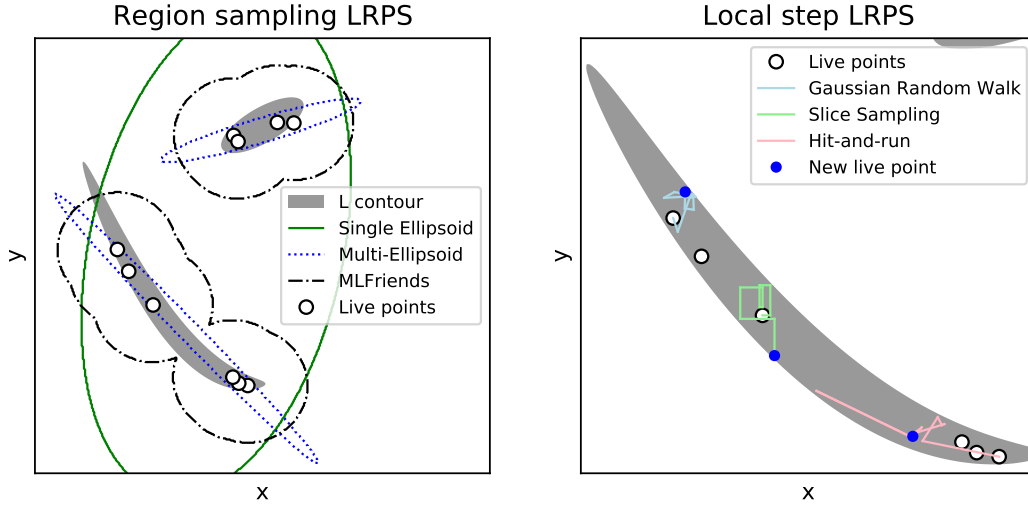 Region sampling LRPS
L contour
Single Ellipsoid
Multi-Ellipsoid
MLFriends
Live points
y
x
Local step LRPS
Live points
Gaussian Random Walk
Slice Sampling
Hit-and-run
New live point
y
x